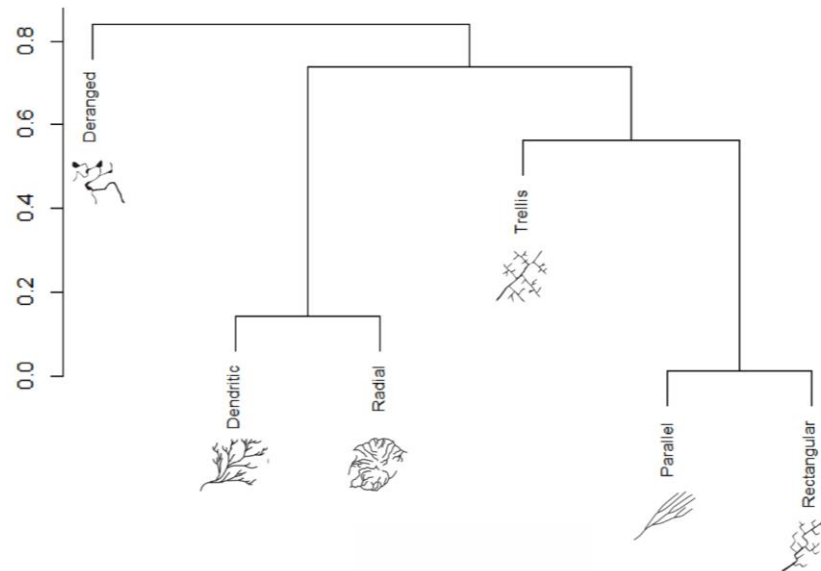 0.8
0.6
0.4
0.2
0.0
Deranged
Dendritic
Radial
Trellis
Parallel
Rectangular